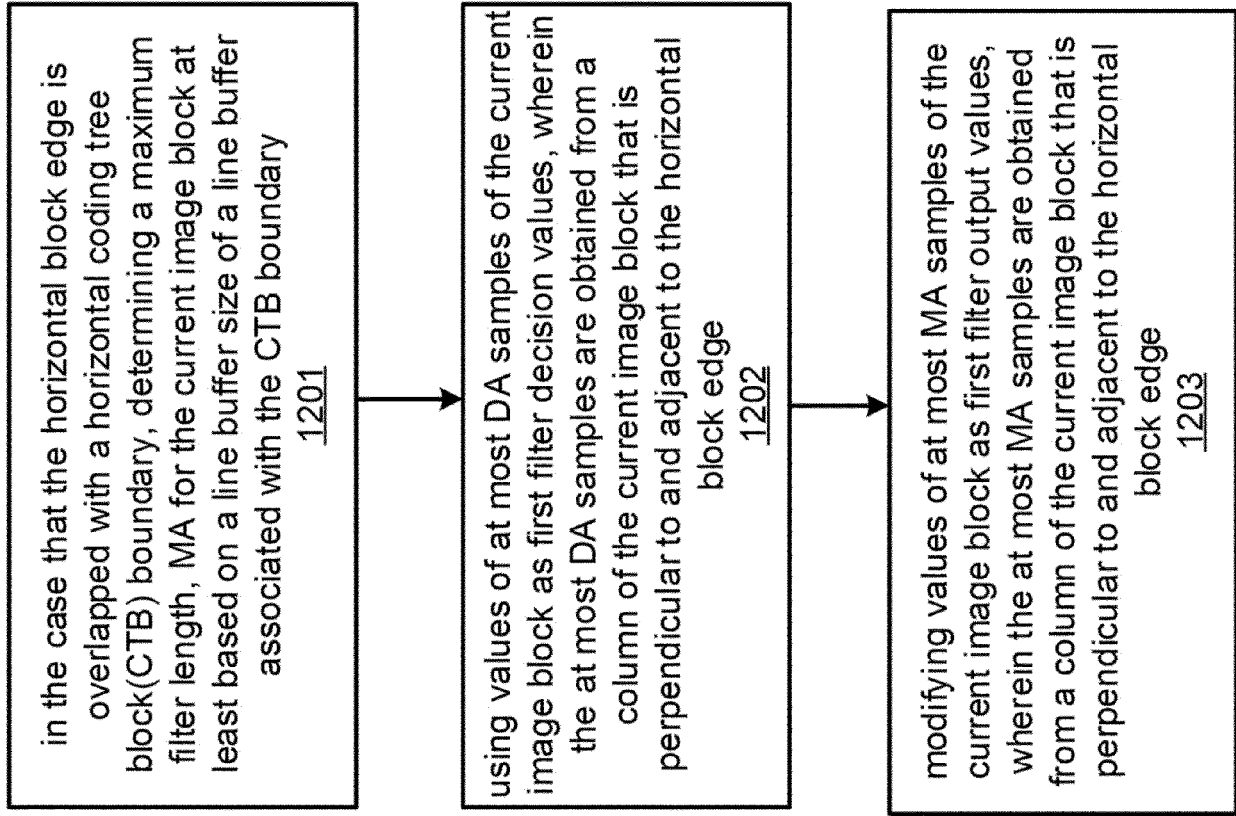 in the case that the horizontal block edge is
overlapped with a horizontal coding tree
block(CTB) boundary, determining a maximum
filter length, MA for the current image block at
least based on a line buffer size of a line buffer
associated with the CTB boundary
1201
using values of at most DA samples of the current
image block as first filter decision values, wherein
the at most DA samples are obtained from a
column of the current image block that is
perpendicular to and adjacent to the horizontal
block edge
1202
modifying values of at most MA samples of the
current image block as first filter output values,
wherein the at most MA samples are obtained
from a column of the current image block that is
perpendicular to and adjacent to the horizontal
block edge
1203